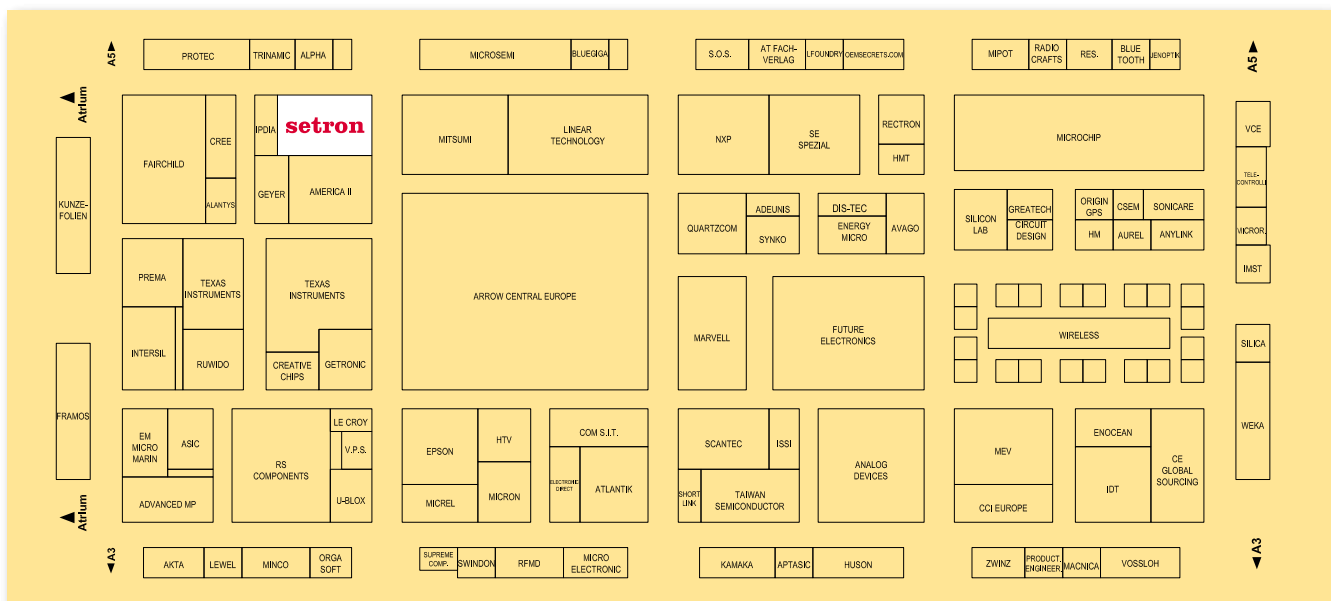 A5
PROTEC
TRINAMIC
ALPHA
MICROSEMI
BLUEGIGA
S.O.S.
AT FACH-
VERLAG
LFOUNDRY
OEMSECRETS.COM
MIPOT
RADIO
CRAFTS
RES.
BLUE
TOOTH
JENOPTIK
A5
Atrium
KUNZE-
FOLIEN
FAIRCHILD
CREE
ALANTYS
IPDIA
setron
GEYER
AMERICA II
MITSUMI
LINEAR
TECHNOLOGY
NXP
SE
SPEZIAL
RECTRON
HMT
MICROCHIP
VCE
TELE-
CONTROLLI
MICROR.
IMST
QUARTZCOM
ADEUNIS
SYNKO
DIS-TEC
ENERGY
MICRO
AVAGO
SILICON
LAB
GREATECH
CIRCUIT
DESIGN
ORIGIN
GPS
CSEM
SONICARE
HM
AUREL
ANYLINK
PREMA
TEXAS
INSTRUMENTS
INTERSIL
RUWIDO
TEXAS
INSTRUMENTS
CREATIVE
CHIPS
GETRONIC
ARROW CENTRAL EUROPE
MARVELL
FUTURE
ELECTRONICS
WIRELESS
SILICA
WEKA
FRAMOS
Atrium
EM
MICRO
MARIN
ASIC
ADVANCED MP
RS
COMPONENTS
LE CROY
V.P.S.
U-BLOX
EPSON
MICREL
HTV
MICRON
COM S.I.T.
ELECTRONIC
DIRECT
ATLANTIK
SCANTEC
ISSI
SHORT
LINK
TAIWAN
SEMICONDUCTOR
ANALOG
DEVICES
MEV
CCI EUROPE
ENOCEAN
IDT
CE
GLOBAL
SOURCING
A3
AKTA
LEWEL
MINCO
ORGA
SOFT
SUPREME
COMP.
SWINDON
RFMD
MICRO
ELECTRONIC
KAMAKA
APTASIC
HUSON
ZWINZ
PRODUCT.
ENGINEER.
MACNICA
VOSSLOH
A3